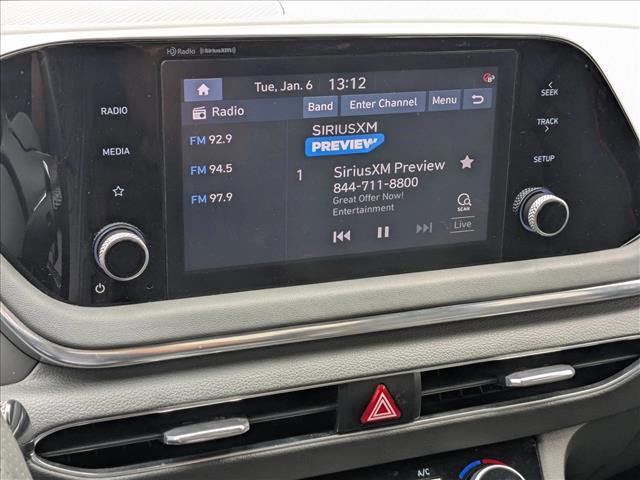 HD Radio SiriusXM
Tue, Jan. 6 13:12
Radio Band Enter Channel Menu
FM 92.9
FM 94.5
FM 97.9
SIRIUSXM
PREVIEW
1 SiriusXM Preview
844-711-8800
Great Offer Now!
Entertainment
SCAN
Live
RADIO
MEDIA
SEEK
TRACK
SETUP
A/C